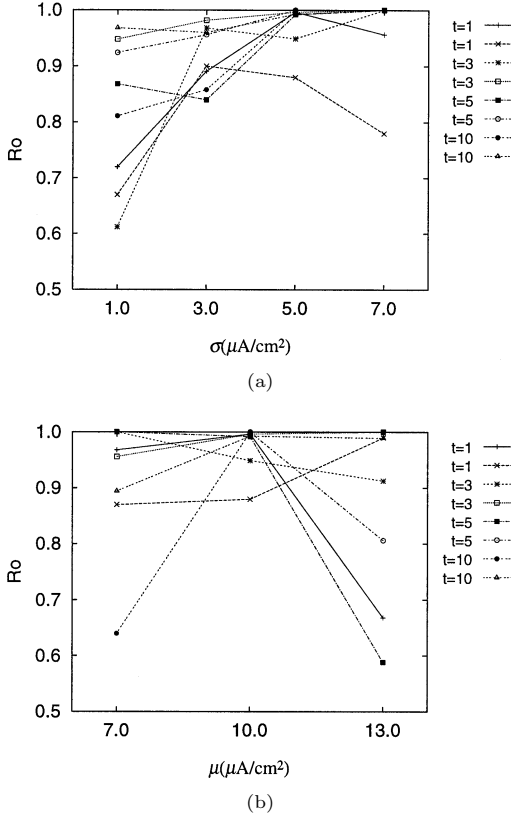 1.0
0.9
0.8
0.7
0.6
0.5
Ro
1.0 3.0 5.0 7.0
σ(μA/cm²)
t=1
t=1
t=3
t=3
t=5
t=5
t=10
t=10
(a)
1.0
0.9
0.8
0.7
0.6
0.5
Ro
7.0 10.0 13.0
μ(μA/cm²)
t=1
t=1
t=3
t=3
t=5
t=5
t=10
t=10
(b)